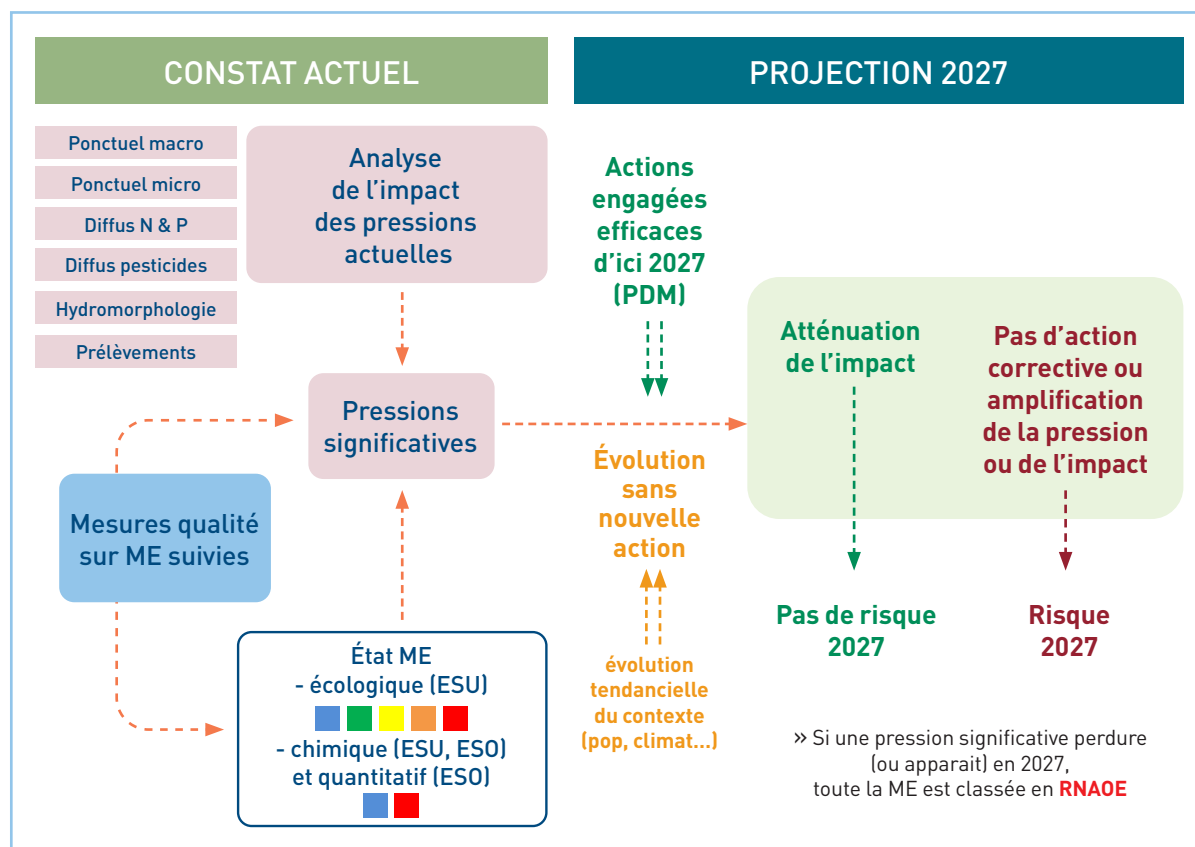 CONSTAT ACTUEL
Ponctuel macro
Ponctuel micro
Diffus N & P
Diffus pesticides
Hydromorphologie
Prélèvements
Analyse
de l’impact
des pressions
actuelles
Pressions
significatives
Mesures qualité
sur ME suivies
État ME
- écologique (ESU)
- chimique (ESU, ESO)
et quantitatif (ESO)
PROJECTION 2027
Actions
engagées
efficaces
d’ici 2027
(PDM)
Évolution
sans
nouvelle
action
évolution
tendancielle
du contexte
(pop, climat...)
Atténuation
de l’impact
Pas d’action
corrective ou
amplification
de la pression
ou de l’impact
Pas de risque
2027
Risque
2027
» Si une pression significative perdure
(ou apparait) en 2027,
toute la ME est classée en RNAOE